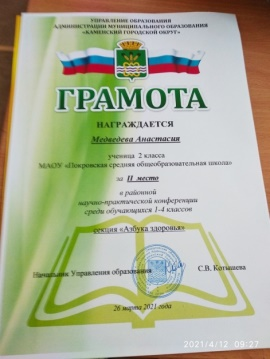 УПРАВЛЕНИЕ ОБРАЗОВАНИЯ
АДМИНИСТРАЦИИ МУНИЦИПАЛЬНОГО ОБРАЗОВАНИЯ
«КАМЕНСКИЙ ГОРОДСКОЙ ОКРУГ»
ГРАМОТА
НАГРАЖДАЕТСЯ
Медведева Анастасия
ученица 2 класса
МАОУ «Покровская средняя общеобразовательная школа»
за II место
в районной
научно-практической конференции
среди обучающихся 1-4 классов
секция «Азбука здоровья»
Начальник Управления образования
С.В. Котышева
26 марта 2021 года
2021/4/12 09:27